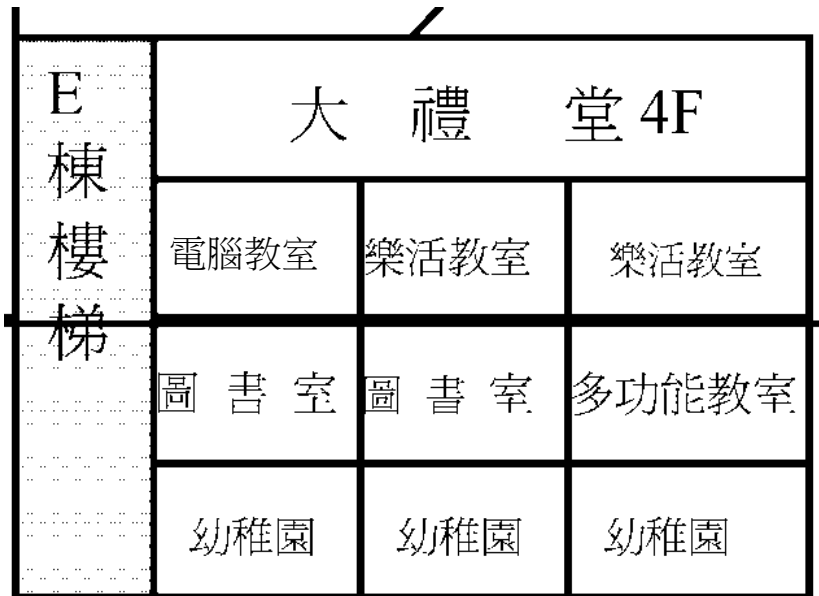 E棟樓梯
大 禮 堂 4F
電腦教室 樂活教室 樂活教室
圖 書 室 圖 書 室 多功能教室
幼稚園 幼稚園 幼稚園